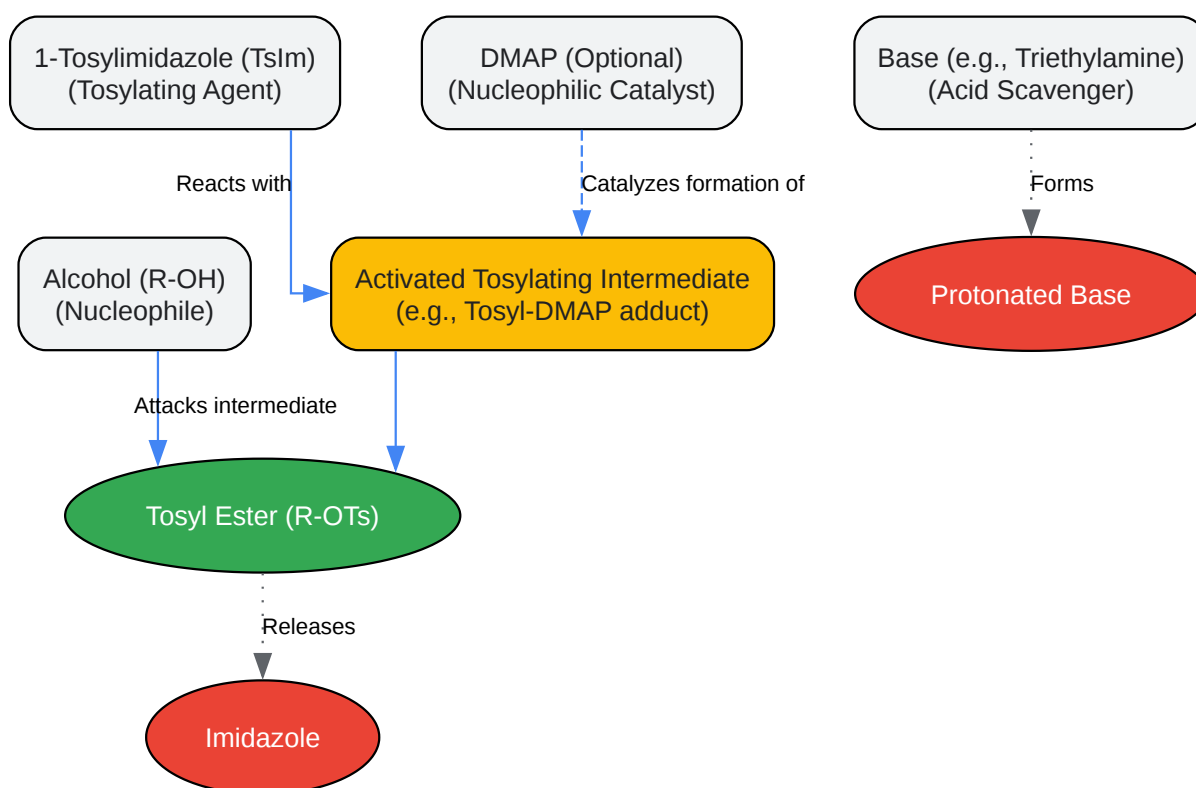 1-Tosylimidazole (TsIm)
(Tosylating Agent)
DMAP (Optional)
(Nucleophilic Catalyst)
Base (e.g., Triethylamine)
(Acid Scavenger)
Reacts with
Catalyzes formation of
Forms
Alcohol (R-OH)
(Nucleophile)
Activated Tosylating Intermediate
(e.g., Tosyl-DMAP adduct)
Protonated Base
Attacks intermediate
Tosyl Ester (R-OTs)
Releases
Imidazole